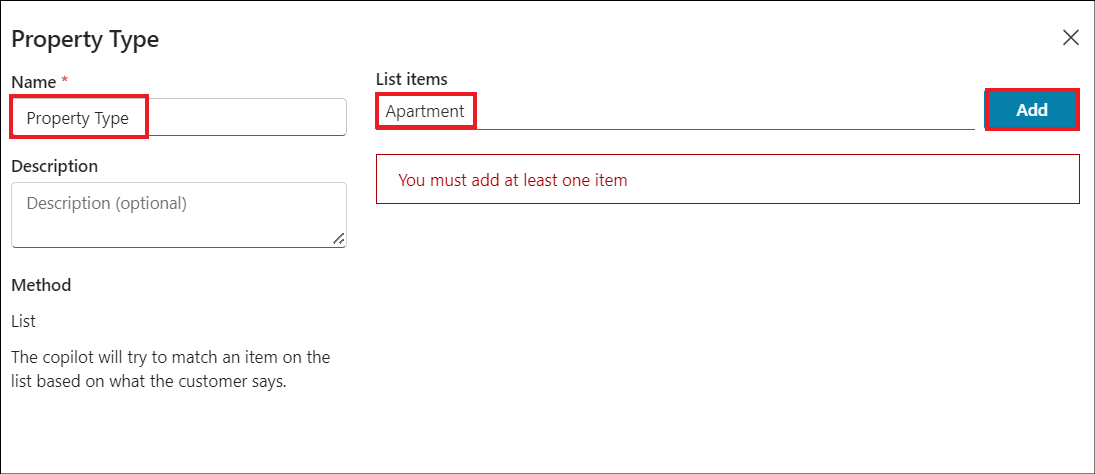 Property Type
Name *
Property Type
Description
Description (optional)
Method
List
The copilot will try to match an item on the
list based on what the customer says.
List items
Apartment
Add
You must add at least one item